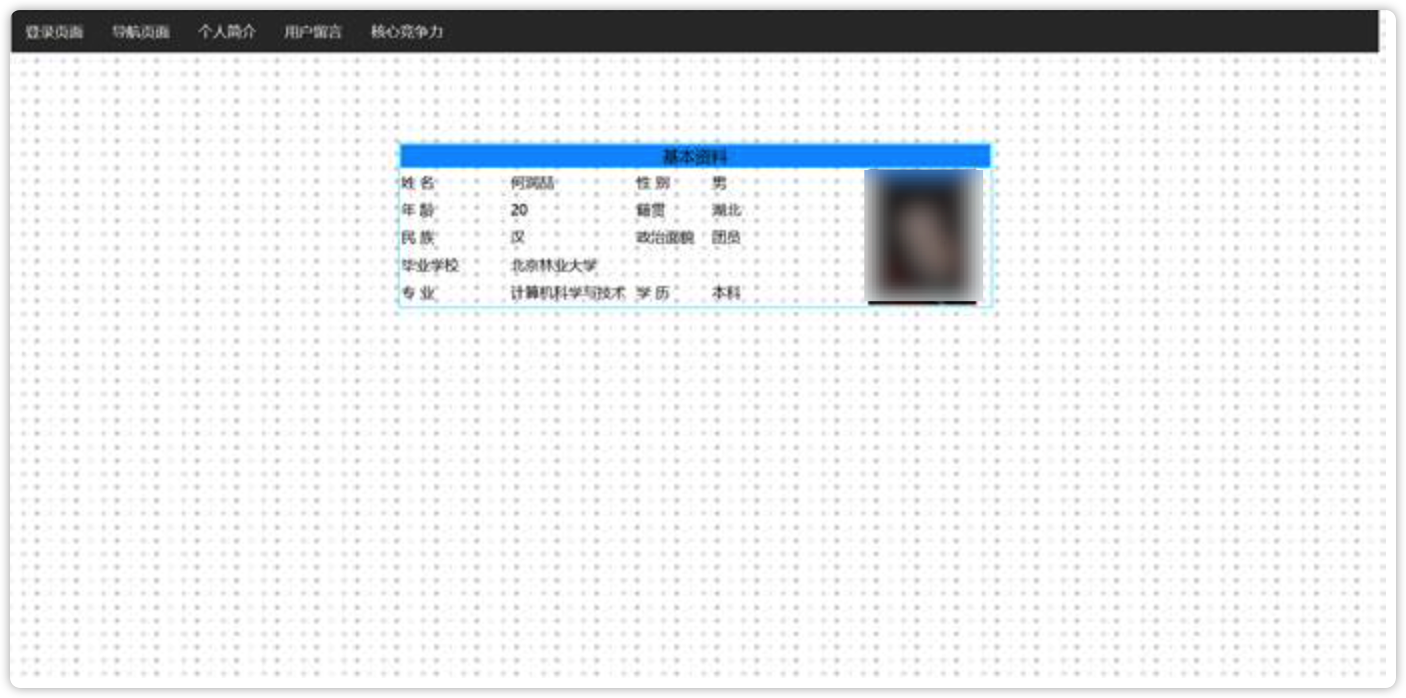 登录页面 导航页面 个人简介 用户留言 核心竞争力
基本资料
姓 名 何润喆 性 别 男
年 龄 20 籍贯 湖北
民 族 汉 政治面貌 团员
毕业学校 北京林业大学
专 业 计算机科学与技术 学 历 本科